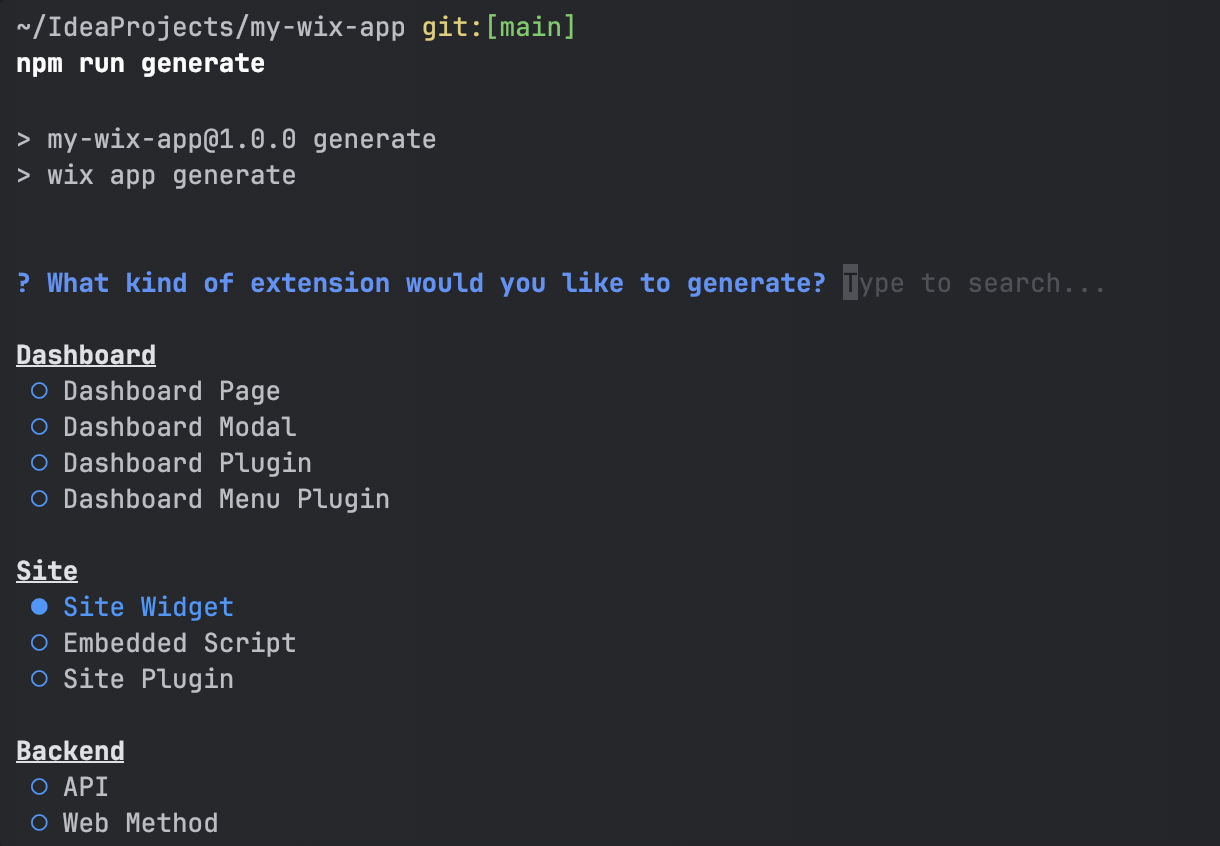 ~/IdeaProjects/my-wix-app git:[main]
npm run generate
> my-wix-app@1.0.0 generate
> wix app generate
? What kind of extension would you like to generate? Type to search...
Dashboard
Dashboard Page
Dashboard Modal
Dashboard Plugin
Dashboard Menu Plugin
Site
Site Widget
Embedded Script
Site Plugin
Backend
API
Web Method